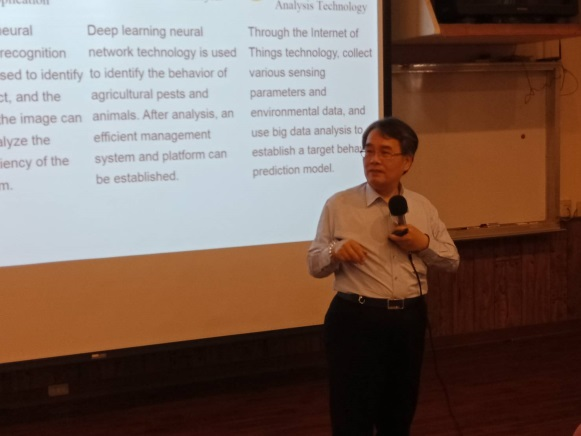 Analysis Technology
neural
recognition
sed to identify
ct, and the
the image can
alyze the
iency of the
m.
Deep learning neural
network technology is used
to identify the behavior of
agricultural pests and
animals. After analysis, an
efficient management
system and platform can
be established.
Through the Internet of
Things technology, collect
various sensing
parameters and
environmental data, and
use big data analysis to
establish a target beha
prediction model.